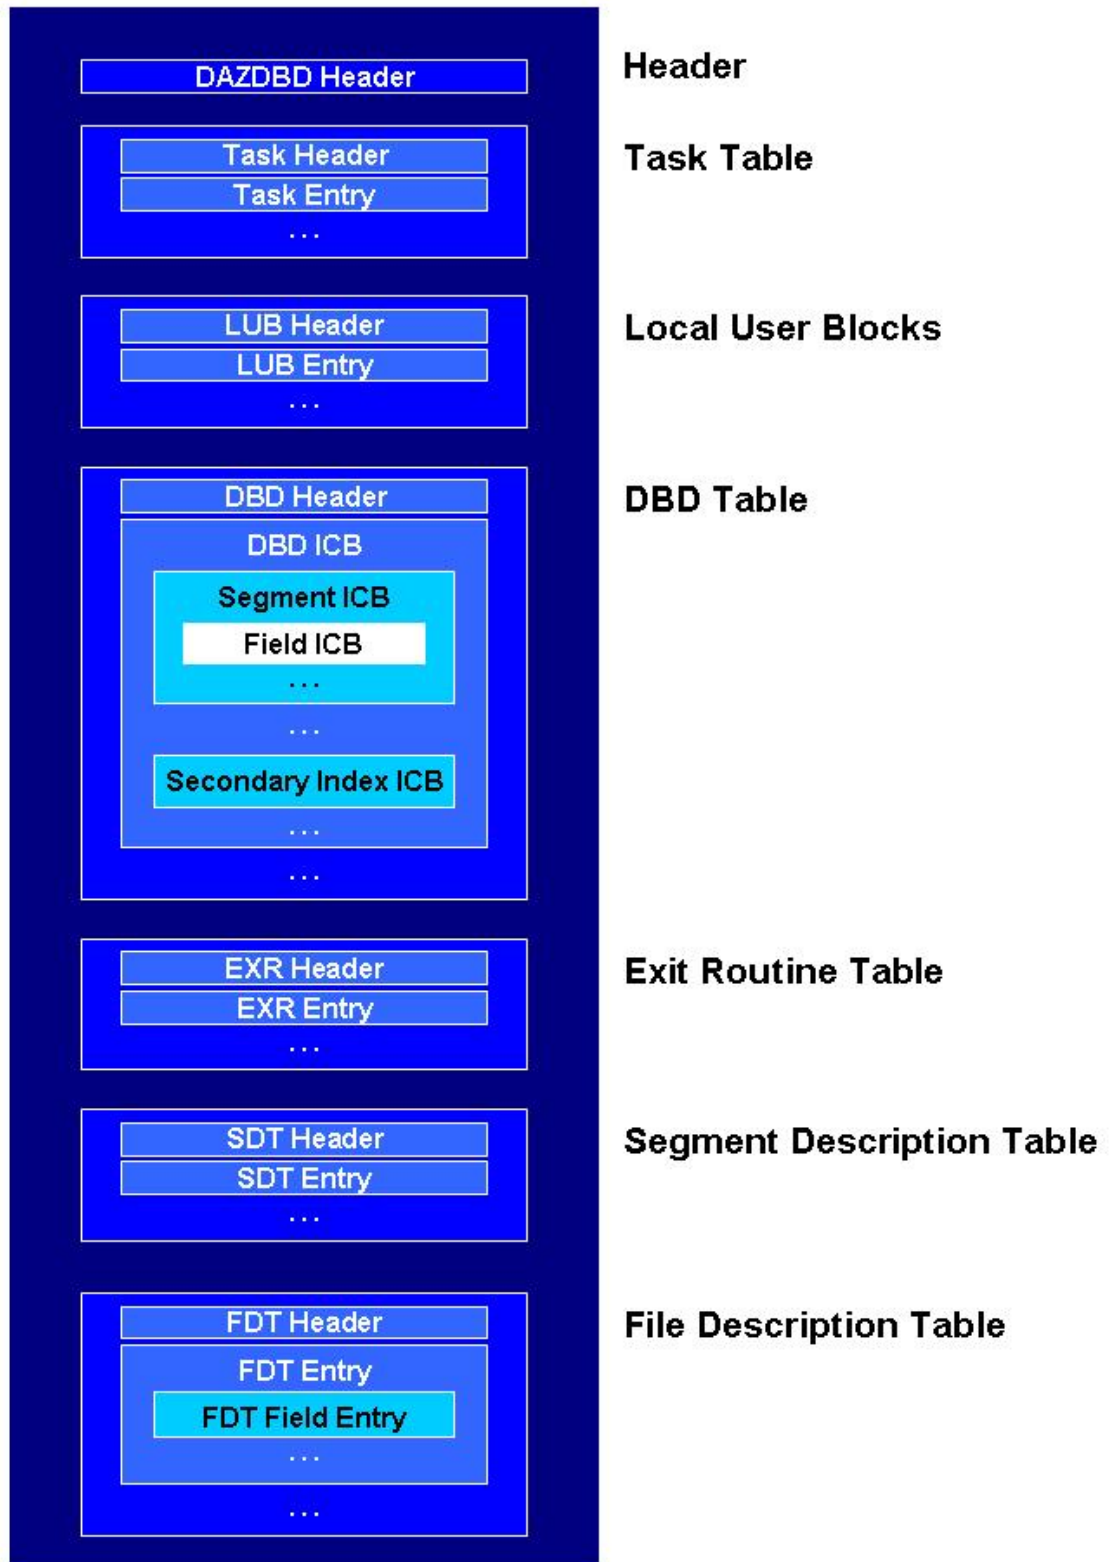 DAZDBD Header
Header
Task Header
Task Table
Task Entry
...
LUB Header
Local User Blocks
LUB Entry
...
DBD Header
DBD Table
DBD ICB
Segment ICB
Field ICB
...
...
Secondary Index ICB
...
...
EXR Header
Exit Routine Table
EXR Entry
...
SDT Header
Segment Description Table
SDT Entry
...
FDT Header
File Description Table
FDT Entry
FDT Field Entry
...
...